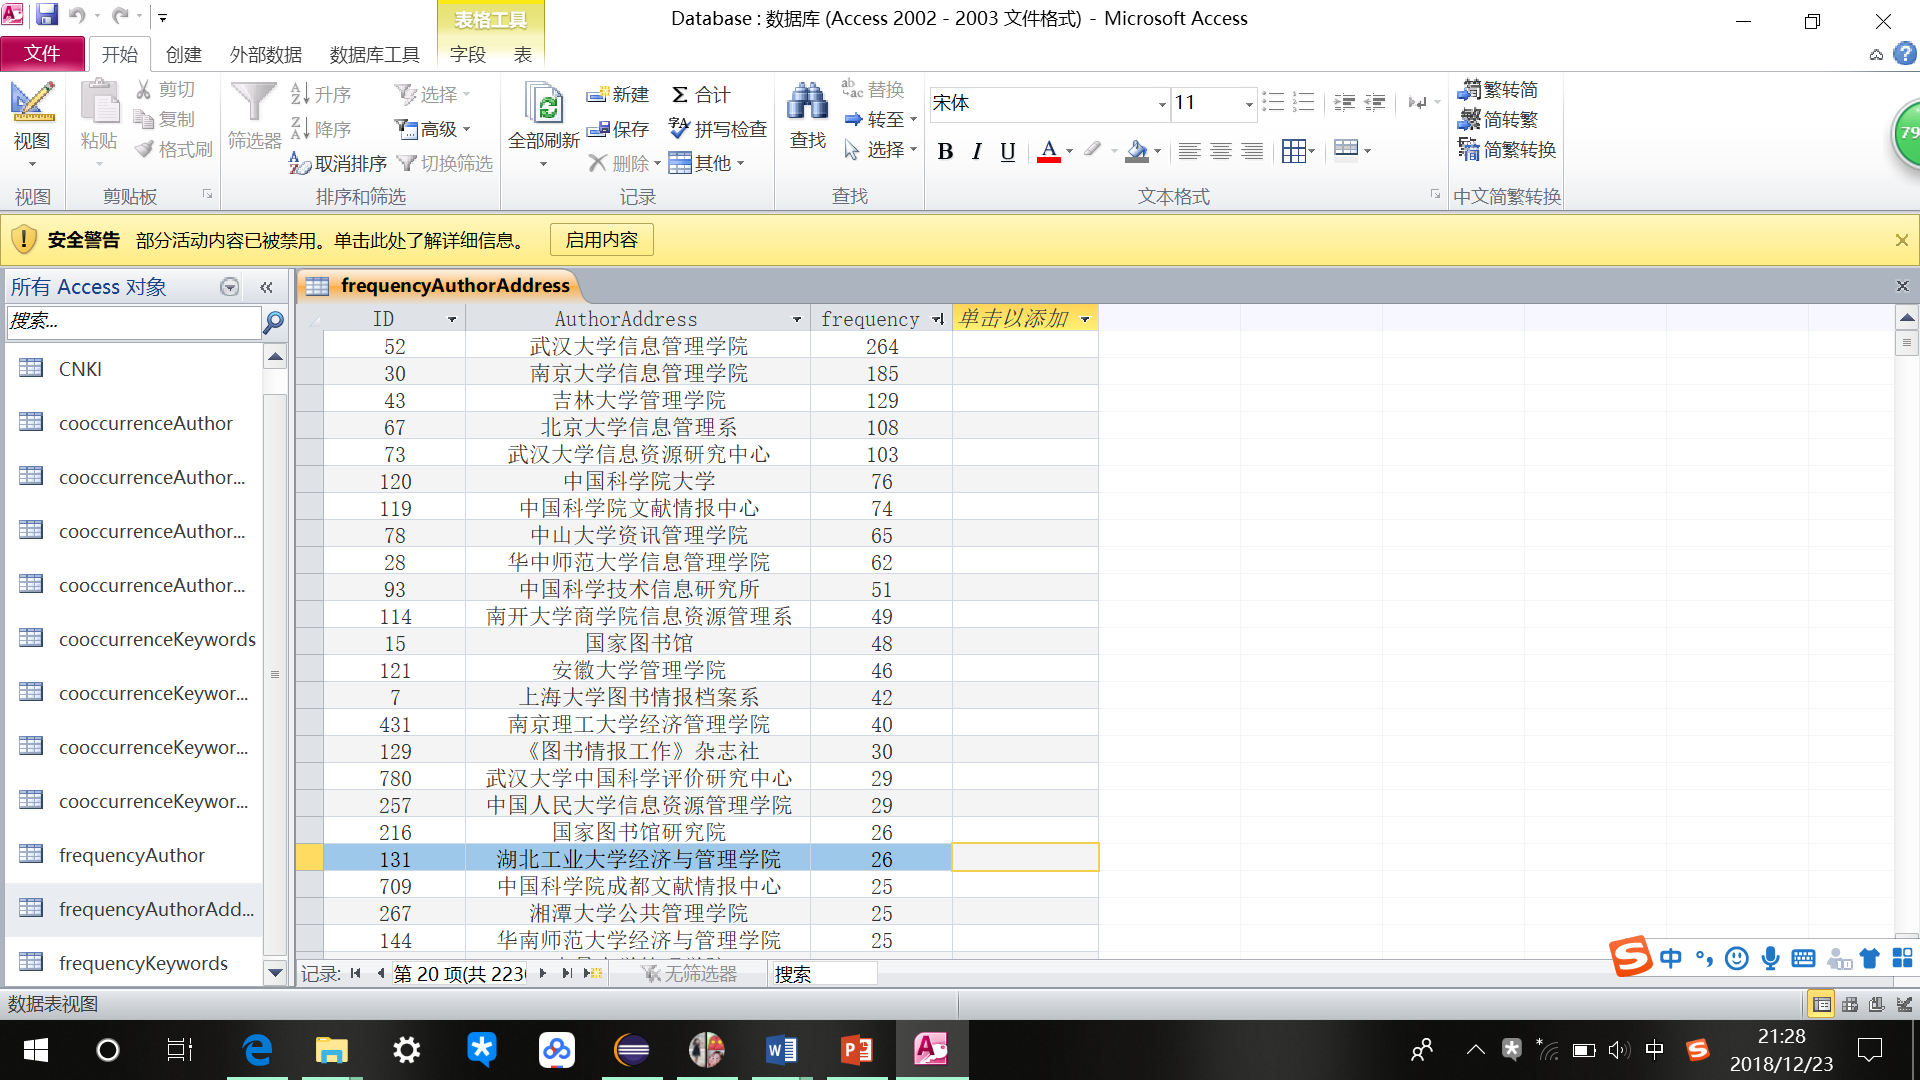 Database : 数据库 (Access 2002 - 2003 文件格式) - Microsoft Access
表格工具
文件 开始 创建 外部数据 数据库工具 字段 表
视图 粘贴 剪切 复制 格式刷
筛选器 升序 降序 取消排序 选择 高级 切换筛选
全部刷新 新建 保存 删除 合计 拼写检查 其他
查找 替换 转至 选择
宋体 11
B I U A
繁转简
简转繁
简繁转换
视图 剪贴板 排序和筛选 记录 查找 文本格式 中文简繁转换
79
安全警告 部分活动内容已被禁用。单击此处了解详细信息。 启用内容
所有 Access 对象
搜索...
CNKI
cooccurrenceAuthor
cooccurrenceAuthor...
cooccurrenceAuthor...
cooccurrenceAuthor...
cooccurrenceKeywords
cooccurrenceKeywor...
cooccurrenceKeywor...
cooccurrenceKeywor...
frequencyAuthor
frequencyAuthorAdd...
frequencyKeywords
frequencyAuthorAddress
ID AuthorAddress frequency 单击以添加
52 武汉大学信息管理学院 264
30 南京大学信息管理学院 185
43 吉林大学管理学院 129
67 北京大学信息管理系 108
73 武汉大学信息资源研究中心 103
120 中国科学院大学 76
119 中国科学院文献情报中心 74
78 中山大学资讯管理学院 65
28 华中师范大学信息管理学院 62
93 中国科学技术信息研究所 51
114 南开大学商学院信息资源管理系 49
15 国家图书馆 48
121 安徽大学管理学院 46
7 上海大学图书情报档案系 42
431 南京理工大学经济管理学院 40
129 《图书情报工作》杂志社 30
780 武汉大学中国科学评价研究中心 29
257 中国人民大学信息资源管理学院 29
216 国家图书馆研究院 26
131 湖北工业大学经济与管理学院 26
709 中国科学院成都文献情报中心 25
267 湘潭大学公共管理学院 25
144 华南师范大学经济与管理学院 25
记录: 第 20 项(共 223 无筛选器 搜索
中
数据表视图
中
21:28
2018/12/23